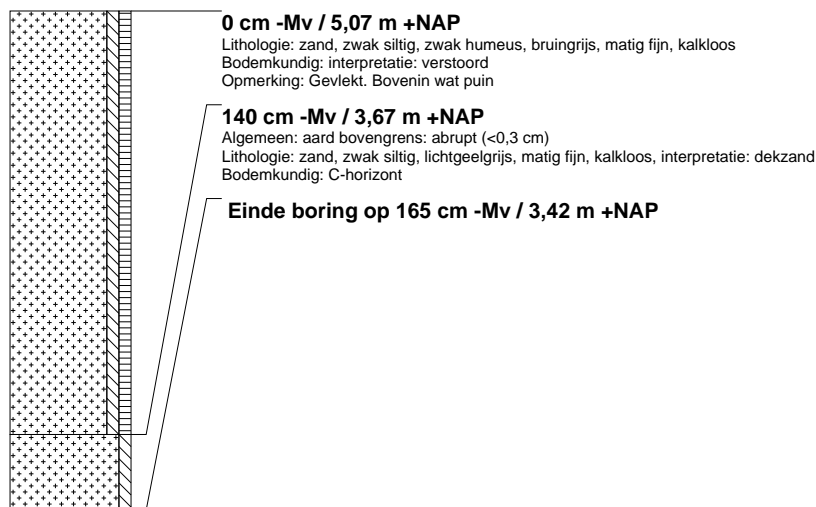 0 cm -Mv / 5,07 m +NAP
Lithologie: zand, zwak siltig, zwak humeus, bruingrijs, matig fijn, kalkloos
Bodemkundig: interpretatie: verstoord
Opmerking: Gevlekt. Bovenin wat puin
140 cm -Mv / 3,67 m +NAP
Algemeen: aard bovengrens: abrupt (<0,3 cm)
Lithologie: zand, zwak siltig, lichtgeelgrijs, matig fijn, kalkloos, interpretatie: dekzand
Bodemkundig: C-horizont
Einde boring op 165 cm -Mv / 3,42 m +NAP